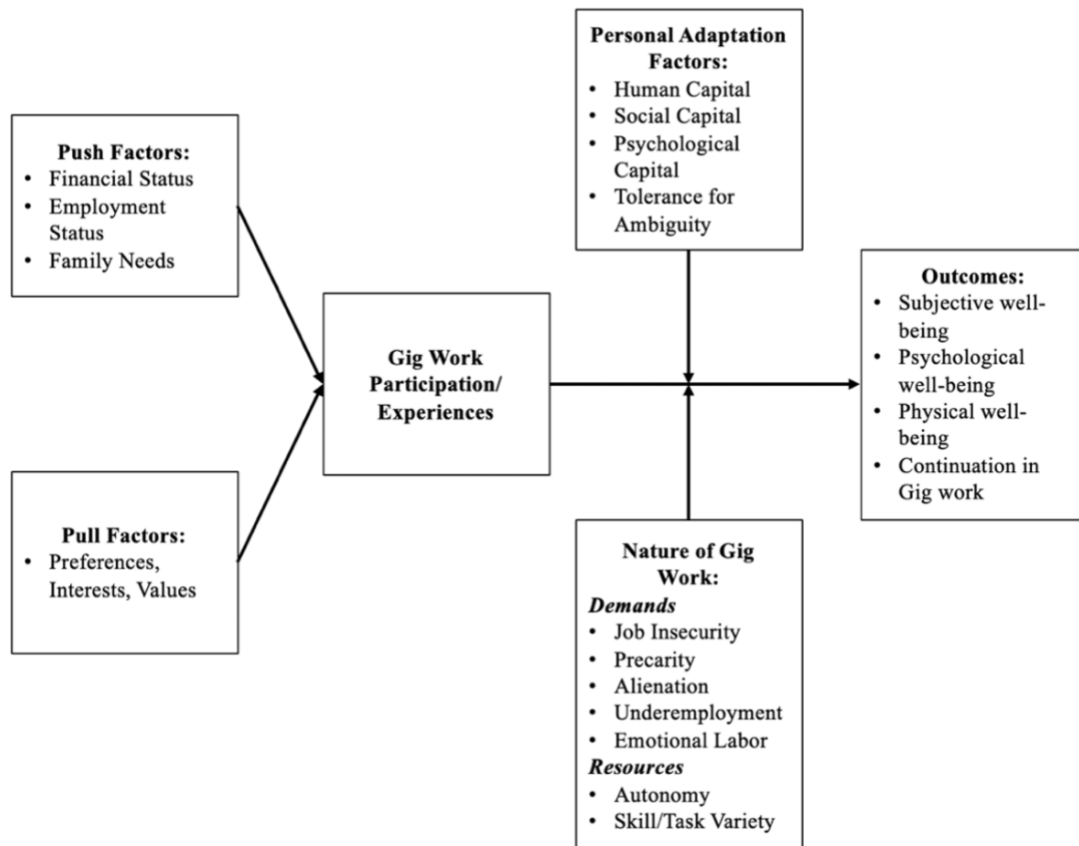 Push Factors:
• Financial Status
• Employment
Status
• Family Needs
Pull Factors:
• Preferences,
Interests, Values
Gig Work
Participation/
Experiences
Personal Adaptation
Factors:
• Human Capital
• Social Capital
• Psychological
Capital
• Tolerance for
Ambiguity
Nature of Gig
Work:
Demands
• Job Insecurity
• Precarity
• Alienation
• Underemployment
• Emotional Labor
Resources
• Autonomy
• Skill/Task Variety
Outcomes:
• Subjective well-
being
• Psychological
well-being
• Physical well-
being
• Continuation in
Gig work